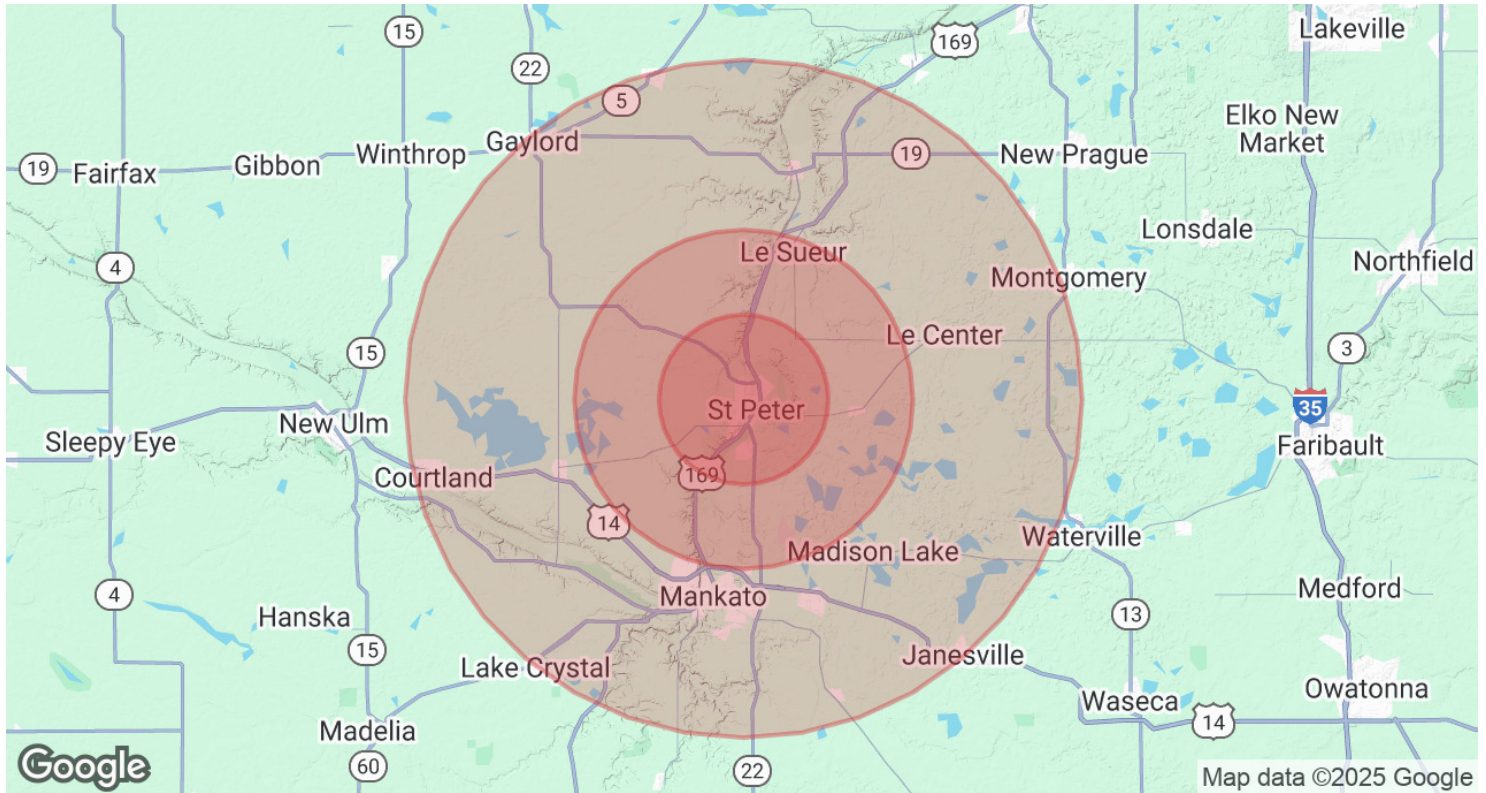 Lakeville
15
169
22
5
Elko New
Market
Gaylord
Winthrop
Gibbon
19
Fairfax
19
New Prague
Lonsdale
Le Sueur
4
Northfield
Montgomery
Le Center
15
3
St Peter
35
New Ulm
Sleepy Eye
Faribault
Courtland
169
14
Waterville
Madison Lake
Mankato
4
Medford
Hanska
13
15
Janesville
Lake Crystal
Owatonna
Waseca
14
Madelia
60
22
Google
Map data ©2025 Google